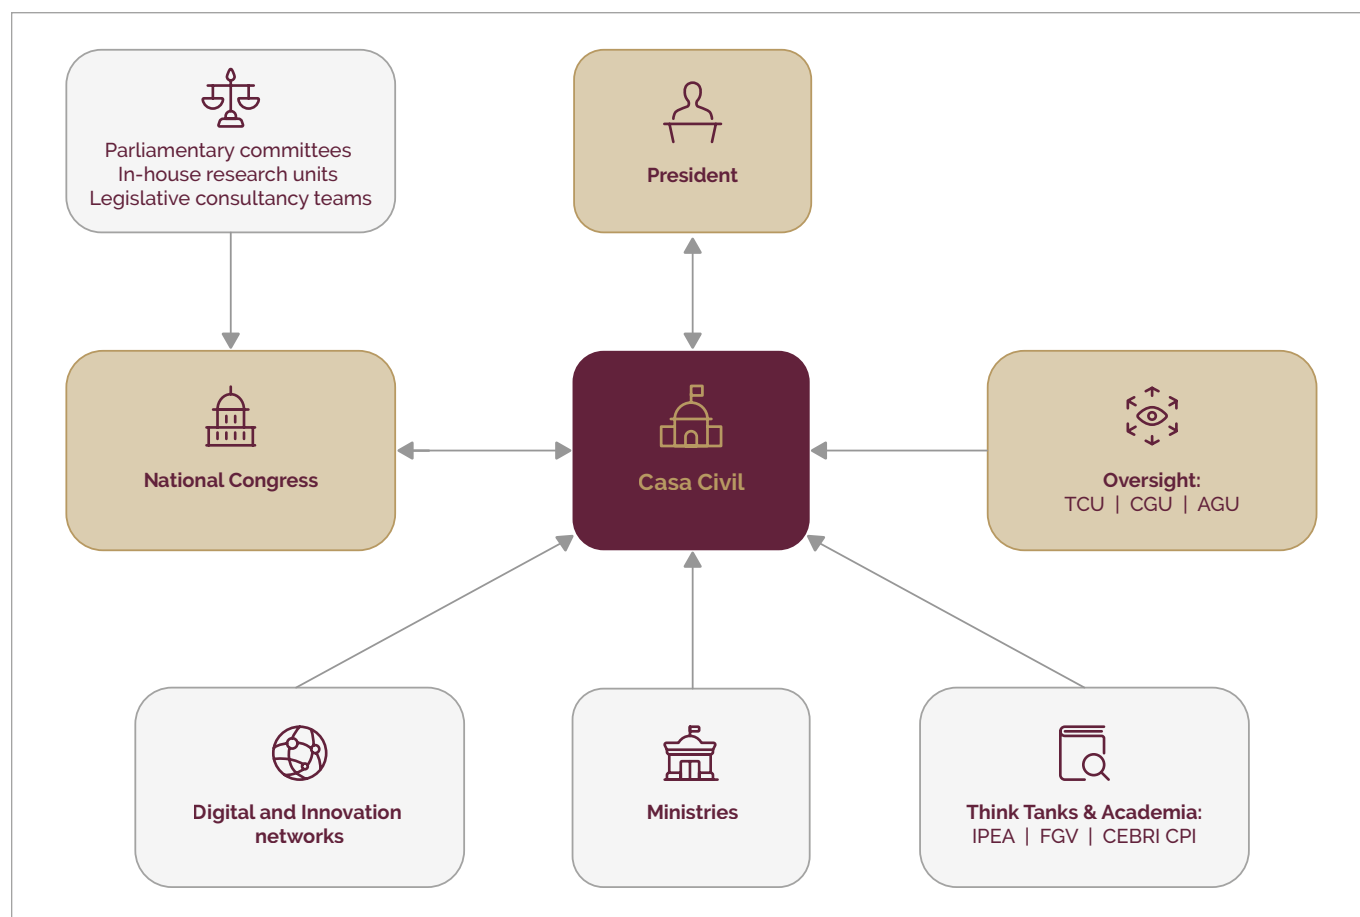 Parliamentary committees
In-house research units
Legislative consultancy teams
President
National Congress
Casa Civil
Oversight:
TCU | CGU | AGU
Digital and Innovation
networks
Ministries
Think Tanks & Academia:
IPEA | FGV | CEBRI CPI